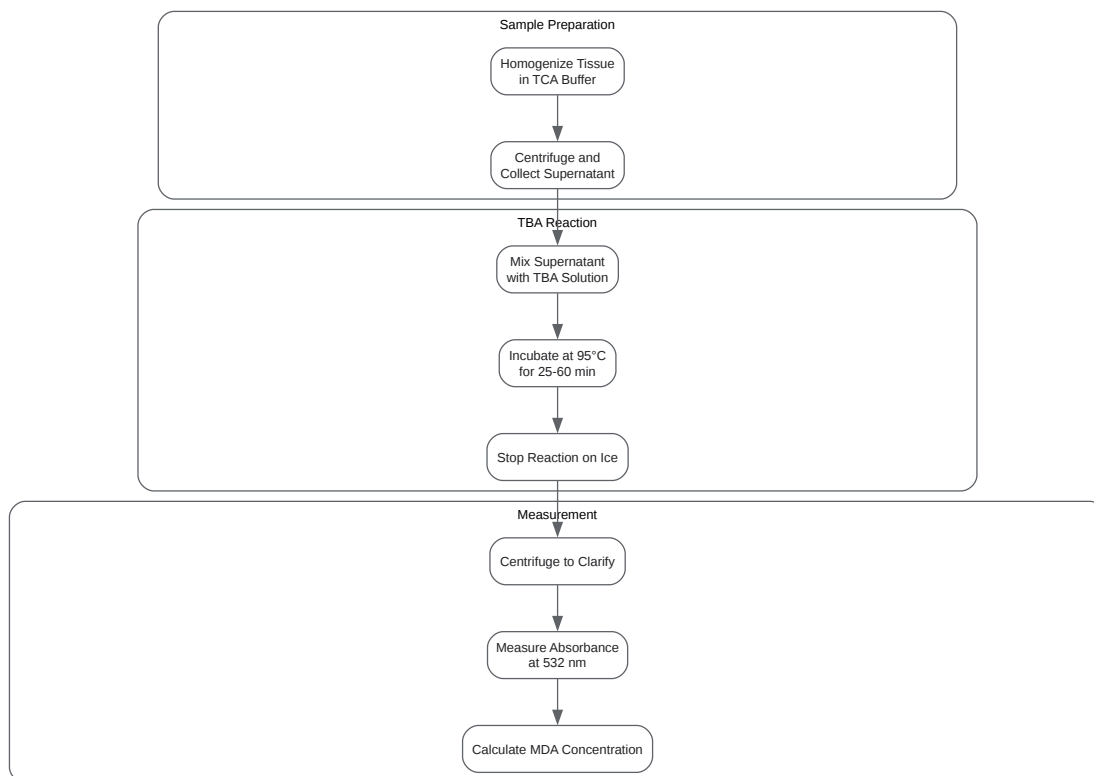 Sample Preparation
Homogenize Tissue
in TCA Buffer
Centrifuge and
Collect Supernatant
TBA Reaction
Mix Supernatant
with TBA Solution
Incubate at 95°C
for 25-60 min
Stop Reaction on Ice
Measurement
Centrifuge to Clarify
Measure Absorbance
at 532 nm
Calculate MDA Concentration